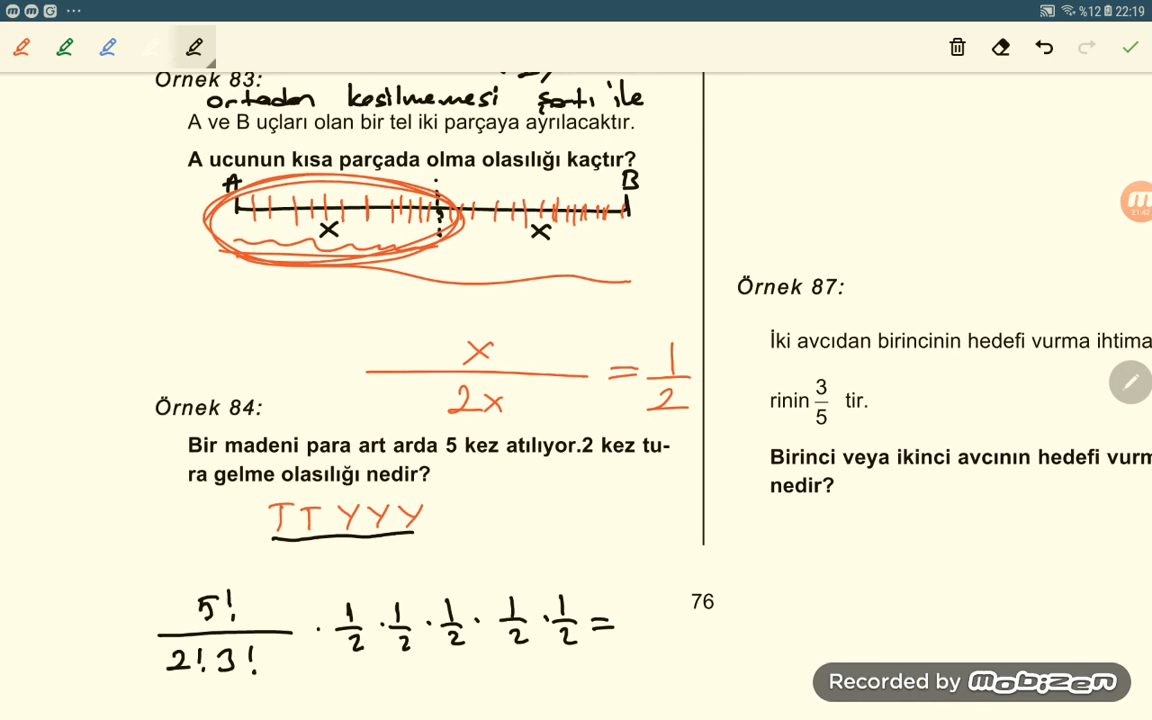 %12 22:19
Örnek 83:
ortadan kesilmemesi şartı ile
A ve B uçları olan bir tel iki parçaya ayrılacaktır.
A ucunun kısa parçada olma olasılığı kaçtır?
A B
x x
x / 2x = 1 / 2
Örnek 84:
Bir madeni para art arda 5 kez atılıyor.2 kez tu-
ra gelme olasılığı nedir?
T T Y Y Y
5! / 2! 3! · 1/2 · 1/2 · 1/2 · 1/2 · 1/2 =
76
Örnek 87:
İki avcıdan birincinin hedefi vurma ihtima
rinin 3/5 tir.
Birinci veya ikinci avcının hedefi vurm
nedir?
Recorded by mobizen